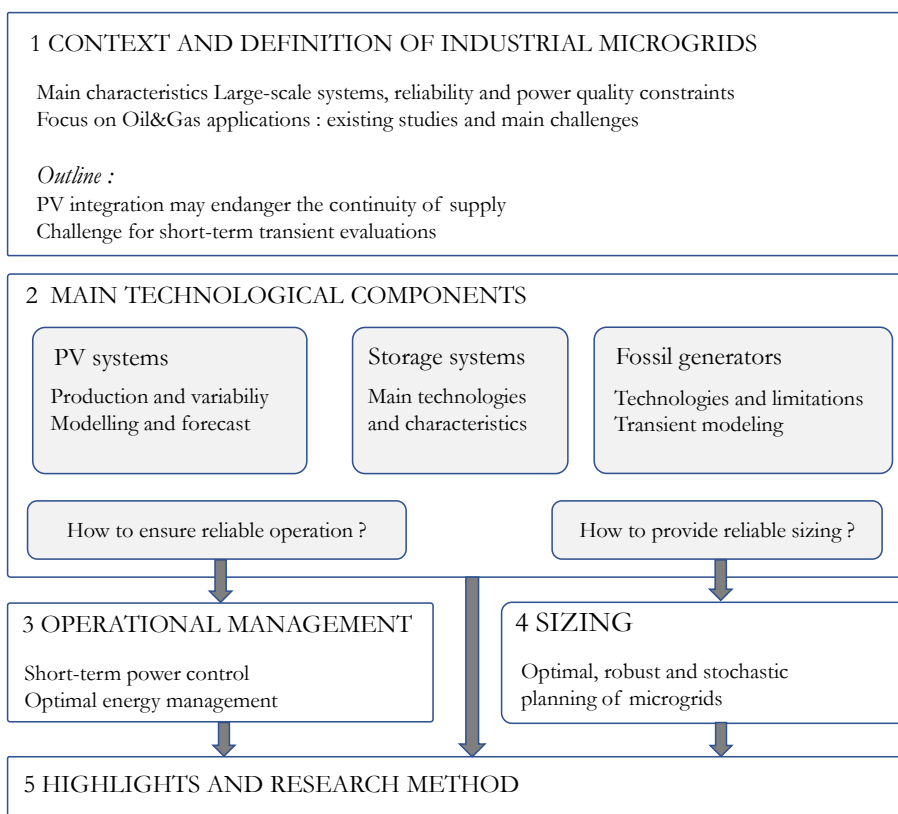 1 CONTEXT AND DEFINITION OF INDUSTRIAL MICROGRIDS
Main characteristics Large-scale systems, reliability and power quality constraints
Focus on Oil&Gas applications : existing studies and main challenges
Outline :
PV integration may endanger the continuity of supply
Challenge for short-term transient evaluations
2 MAIN TECHNOLOGICAL COMPONENTS
PV systems
Production and variabiliy
Modelling and forecast
Storage systems
Main technologies
and characteristics
Fossil generators
Technologies and limitations
Transient modeling
How to ensure reliable operation ?
How to provide reliable sizing ?
3 OPERATIONAL MANAGEMENT
Short-term power control
Optimal energy management
4 SIZING
Optimal, robust and stochastic
planning of microgrids
5 HIGHLIGHTS AND RESEARCH METHOD